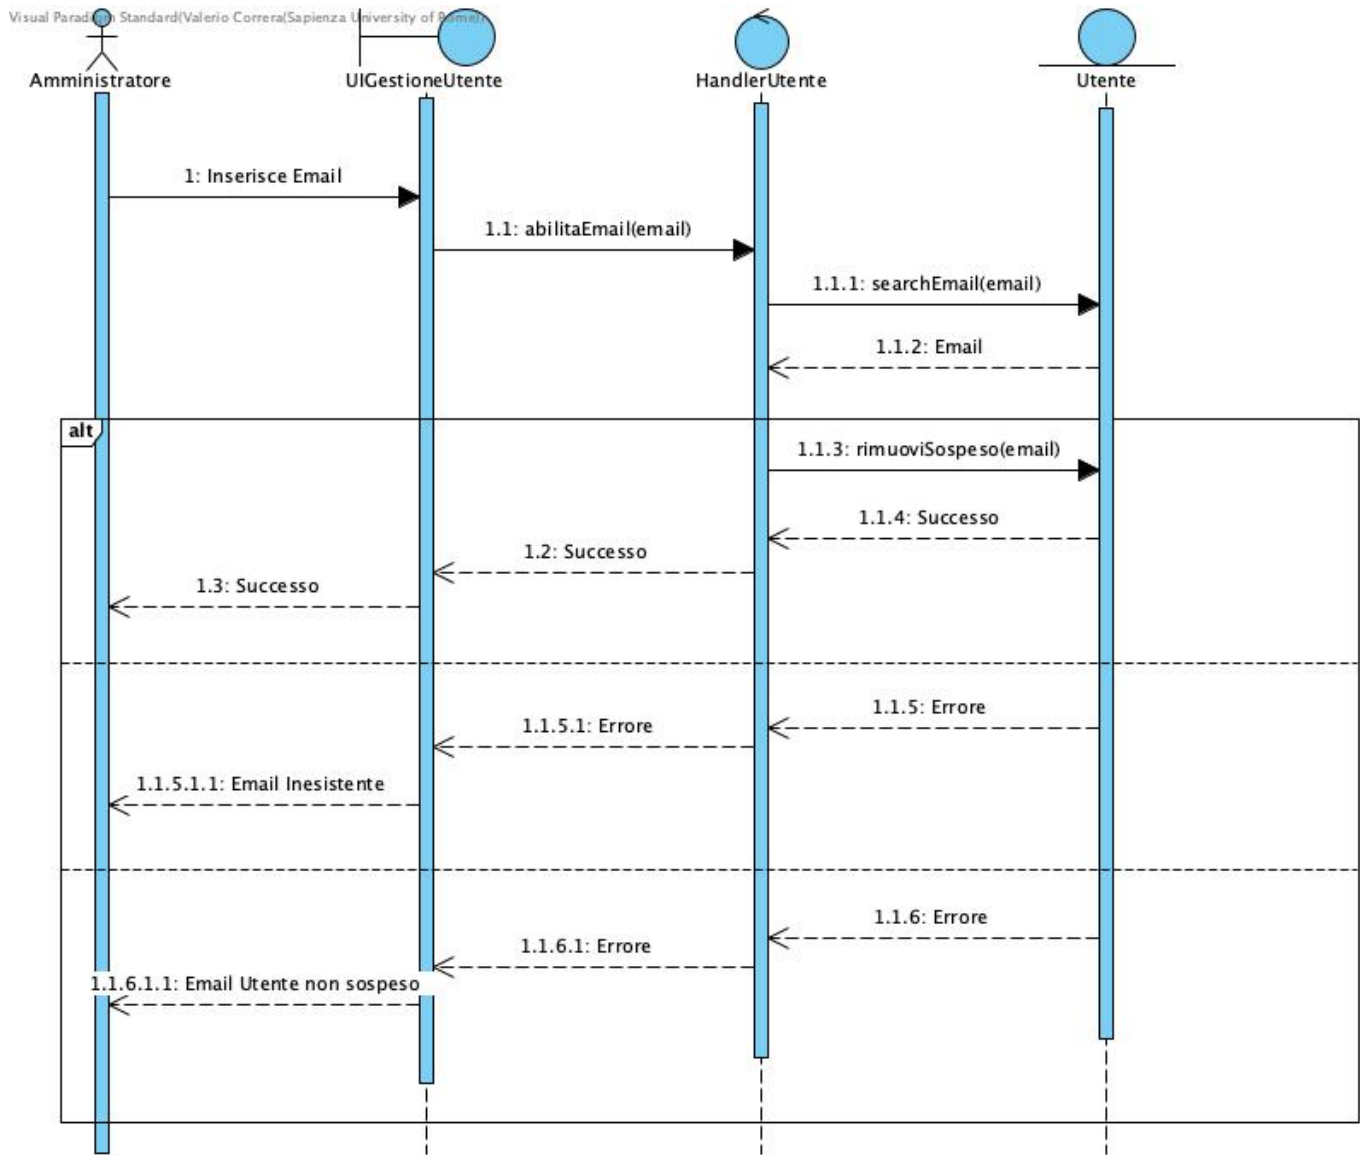 Visual Paradigm Standard(Valerio Correra(Sapienza University of Rome))
Amministratore
UIGestioneUtente
HandlerUtente
Utente
1: Inserisce Email
1.1: abilitaEmail(email)
1.1.1: searchEmail(email)
1.1.2: Email
alt
1.1.3: rimuoviSospeso(email)
1.1.4: Successo
1.2: Successo
1.3: Successo
1.1.5: Errore
1.1.5.1: Errore
1.1.5.1.1: Email Inesistente
1.1.6: Errore
1.1.6.1: Errore
1.1.6.1.1: Email Utente non sospeso